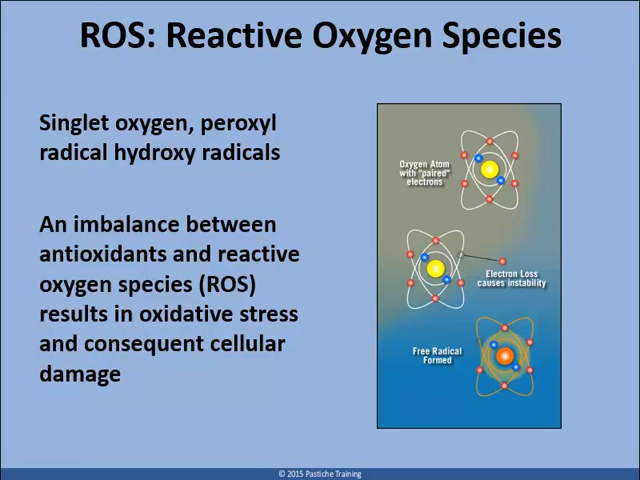 ROS: Reactive Oxygen Species
Singlet oxygen, peroxyl
radical hydroxy radicals
An imbalance between
antioxidants and reactive
oxygen species (ROS)
results in oxidative stress
and consequent cellular
damage
Oxygen Atom
with "paired"
electrons
Electron Loss
causes instability
Free Radical
Formed
© 2015 Pastiche Training